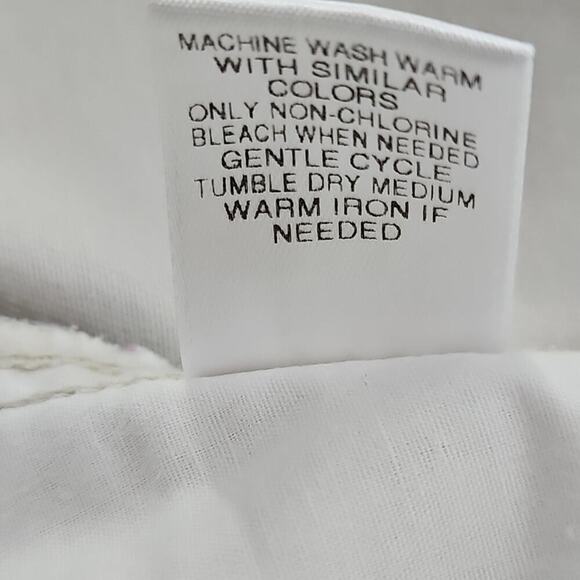 MACHINE WASH WARM
WITH SIMILAR
COLORS
ONLY NON-CHLORINE
BLEACH WHEN NEEDED
GENTLE CYCLE
TUMBLE DRY MEDIUM
WARM IRON IF
NEEDED